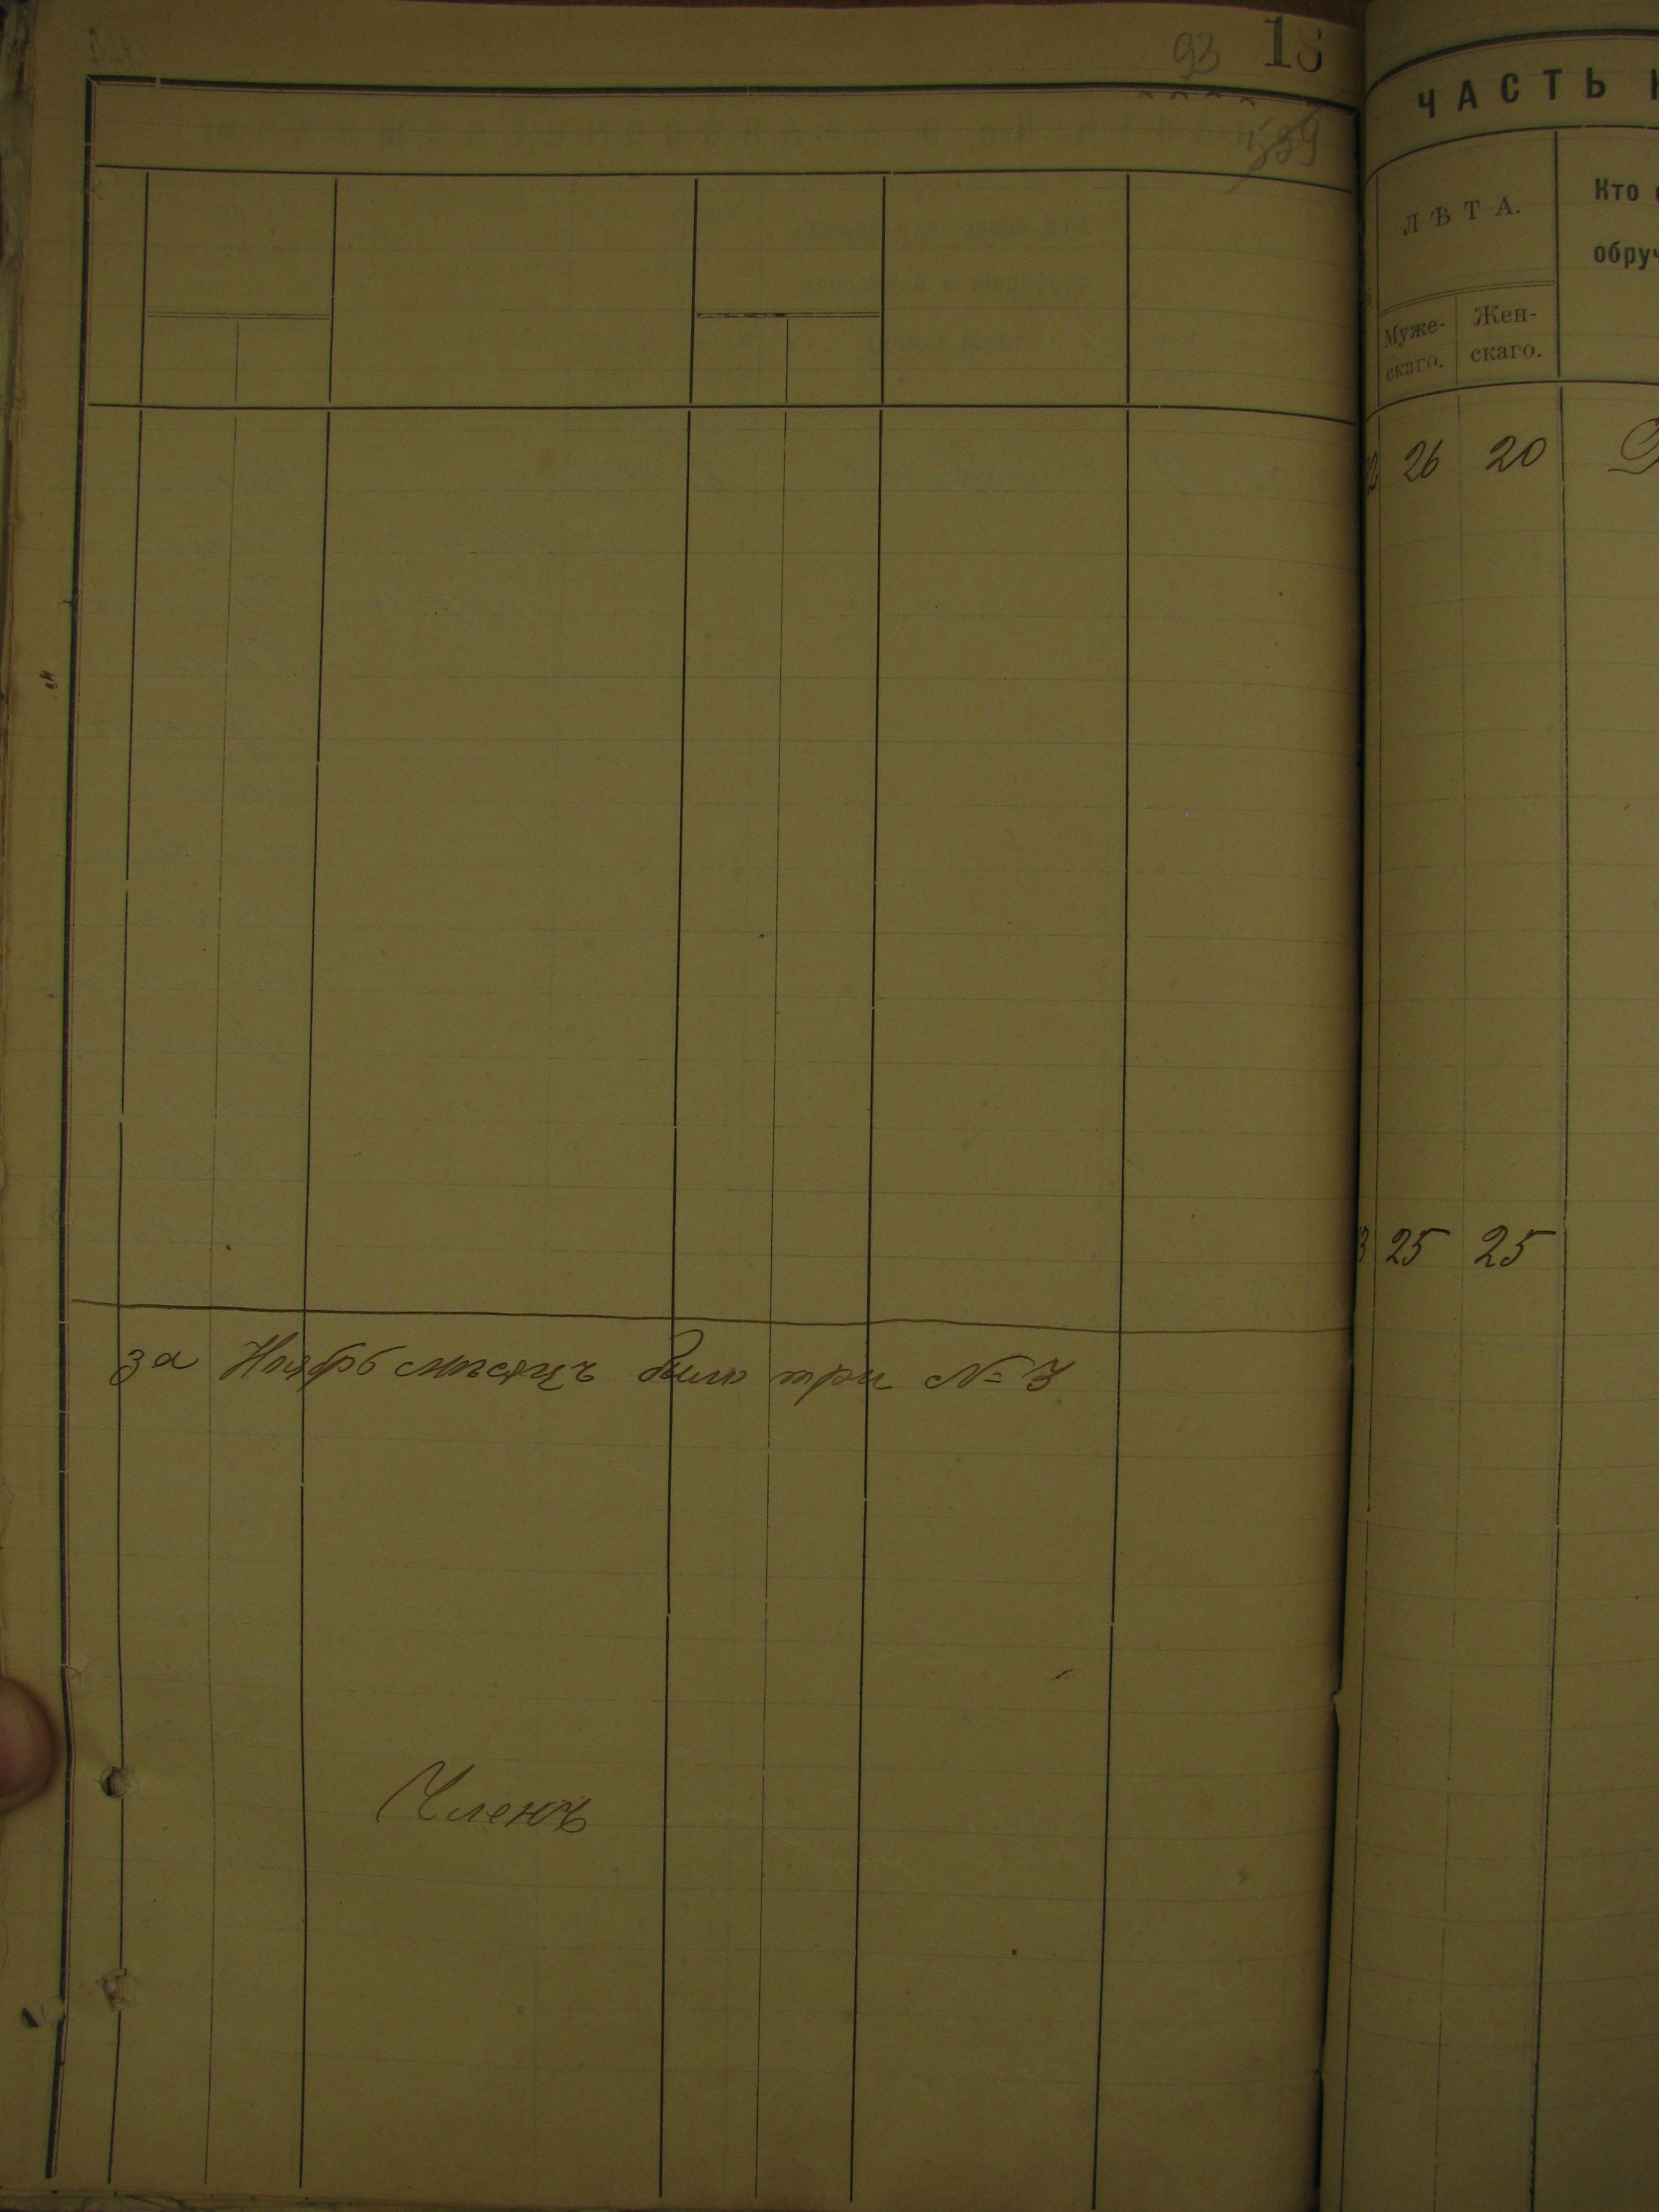 93 18
599
за Ноябрь мѣсяцъ было три № 3
Членъ
ЧАСТЬ
ЛѢТА.
Кто
обруч
Муже-
скаго.
Жен-
скаго.
26 20
25 25